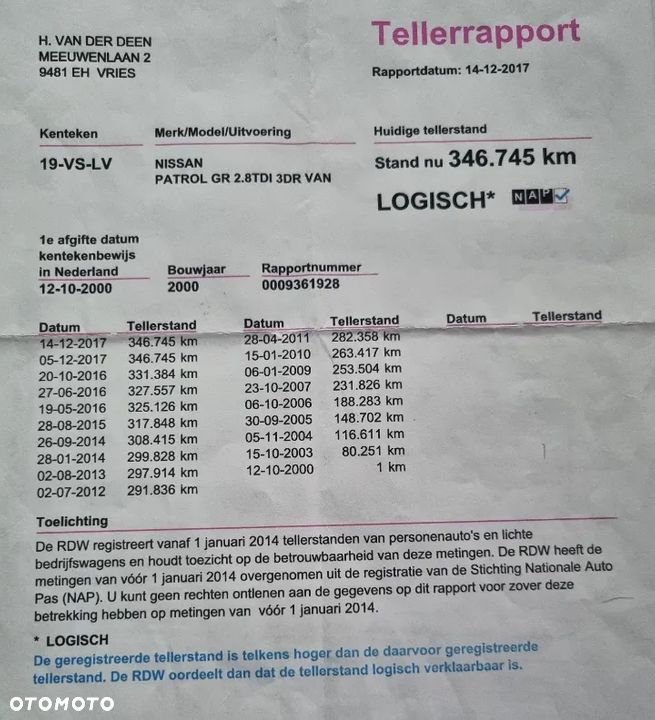 H. VAN DER DEEN
MEEUWENLAAN 2
9481 EH VRIES
Tellerrapport
Rapportdatum: 14-12-2017
Kenteken Merk/Model/Uitvoering Huidige tellerstand
19-VS-LV NISSAN Stand nu 346.745 km
PATROL GR 2.8TDI 3DR VAN
LOGISCH* NAP
1e afgifte datum
kentekenbewijs
in Nederland Bouwjaar Rapportnummer
12-10-2000 2000 0009361928
Datum Tellerstand Datum Tellerstand Datum Tellerstand
14-12-2017 346.745 km 28-04-2011 282.358 km
05-12-2017 346.745 km 15-01-2010 263.417 km
20-10-2016 331.384 km 06-01-2009 253.504 km
27-06-2016 327.557 km 23-10-2007 231.826 km
19-05-2016 325.126 km 06-10-2006 188.283 km
28-08-2015 317.848 km 30-09-2005 148.702 km
26-09-2014 308.415 km 05-11-2004 116.611 km
28-01-2014 299.828 km 15-10-2003 80.251 km
02-08-2013 297.914 km 12-10-2000 1 km
02-07-2012 291.836 km
Toelichting
De RDW registreert vanaf 1 januari 2014 tellerstanden van personenauto's en lichte
bedrijfswagens en houdt toezicht op de betrouwbaarheid van deze metingen. De RDW heeft de
metingen van vóór 1 januari 2014 overgenomen uit de registratie van de Stichting Nationale Auto
Pas (NAP). U kunt geen rechten ontlenen aan de gegevens op dit rapport voor zover deze
betrekking hebben op metingen van vóór 1 januari 2014.
* LOGISCH
De geregistreerde tellerstand is telkens hoger dan de daarvoor geregistreerde
tellerstand. De RDW oordeelt dan dat de tellerstand logisch verklaarbaar is.
OTOMOTO